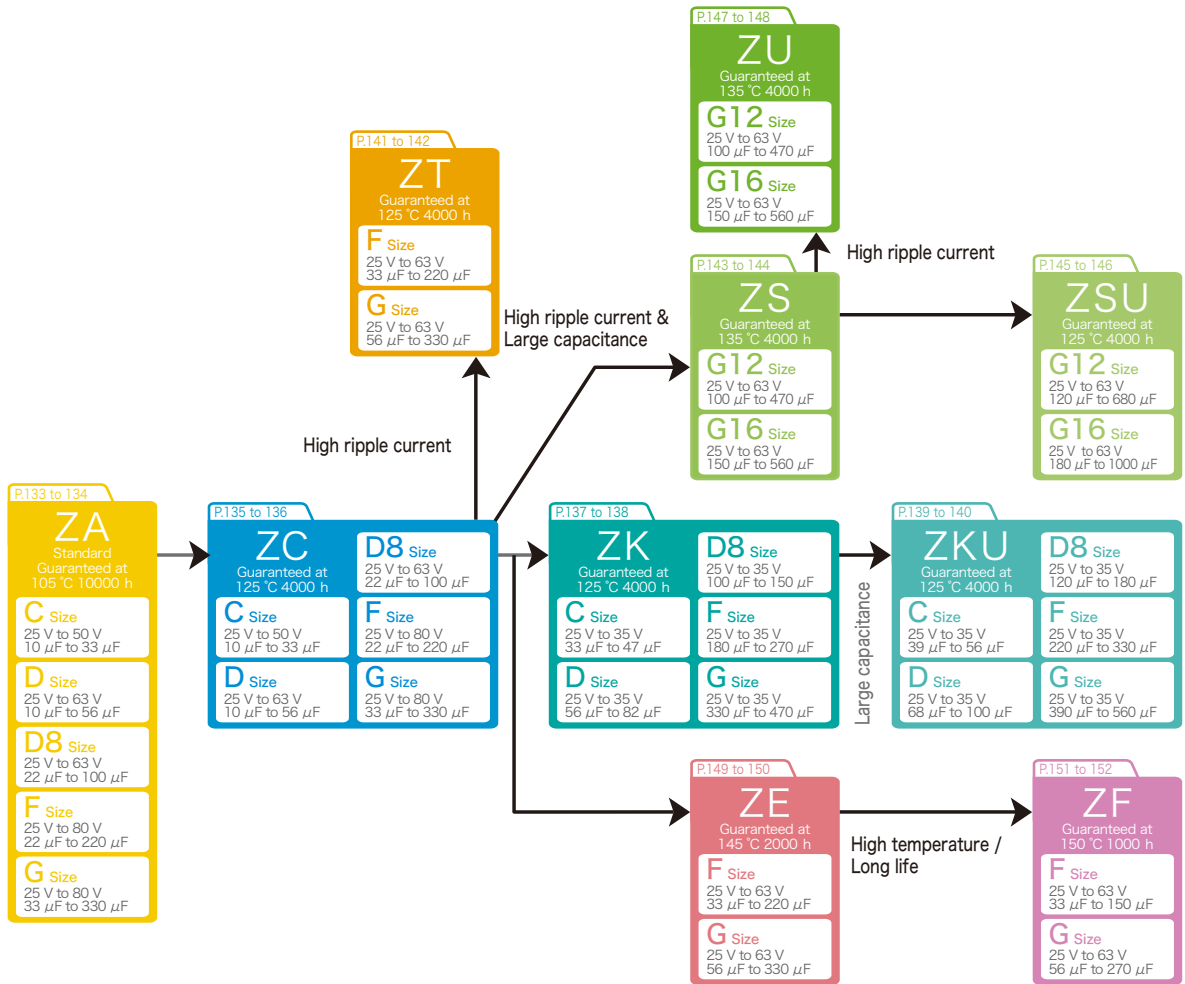 P.147 to 148
ZU
Guaranteed at
135 ˚C 4000 h
G12 Size
25 V to 63 V
100 μF to 470 μF
G16 Size
25 V to 63 V
150 μF to 560 μF
P.141 to 142
ZT
Guaranteed at
125 ˚C 4000 h
F Size
25 V to 63 V
33 μF to 220 μF
G Size
25 V to 63 V
56 μF to 330 μF
High ripple current
P.143 to 144
ZS
Guaranteed at
135 ˚C 4000 h
G12 Size
25 V to 63 V
100 μF to 470 μF
G16 Size
25 V to 63 V
150 μF to 560 μF
P.145 to 146
ZSU
Guaranteed at
125 ˚C 4000 h
G12 Size
25 V to 63 V
120 μF to 680 μF
G16 Size
25 V to 63 V
180 μF to 1000 μF
High ripple current &
Large capacitance
High ripple current
P.133 to 134
ZA
Standard
Guaranteed at
105 ˚C 10000 h
C Size
25 V to 50 V
10 μF to 33 μF
D Size
25 V to 63 V
10 μF to 56 μF
D8 Size
25 V to 63 V
22 μF to 100 μF
F Size
25 V to 80 V
22 μF to 220 μF
G Size
25 V to 80 V
33 μF to 330 μF
P.135 to 136
ZC
Guaranteed at
125 ˚C 4000 h
C Size
25 V to 50 V
10 μF to 33 μF
D Size
25 V to 63 V
10 μF to 56 μF
D8 Size
25 V to 63 V
22 μF to 100 μF
F Size
25 V to 80 V
22 μF to 220 μF
G Size
25 V to 80 V
33 μF to 330 μF
P.137 to 138
ZK
Guaranteed at
125 ˚C 4000 h
C Size
25 V to 35 V
33 μF to 47 μF
D Size
25 V to 35 V
56 μF to 82 μF
D8 Size
25 V to 35 V
100 μF to 150 μF
F Size
25 V to 35 V
180 μF to 270 μF
G Size
25 V to 35 V
330 μF to 470 μF
Large capacitance
P.139 to 140
ZKU
Guaranteed at
125 ˚C 4000 h
C Size
25 V to 35 V
39 μF to 56 μF
D Size
25 V to 35 V
68 μF to 100 μF
D8 Size
25 V to 35 V
120 μF to 180 μF
F Size
25 V to 35 V
220 μF to 330 μF
G Size
25 V to 35 V
390 μF to 560 μF
P.149 to 150
ZE
Guaranteed at
145 ˚C 2000 h
F Size
25 V to 63 V
33 μF to 220 μF
G Size
25 V to 63 V
56 μF to 330 μF
High temperature /
Long life
P.151 to 152
ZF
Guaranteed at
150 ˚C 1000 h
F Size
25 V to 63 V
33 μF to 150 μF
G Size
25 V to 63 V
56 μF to 270 μF